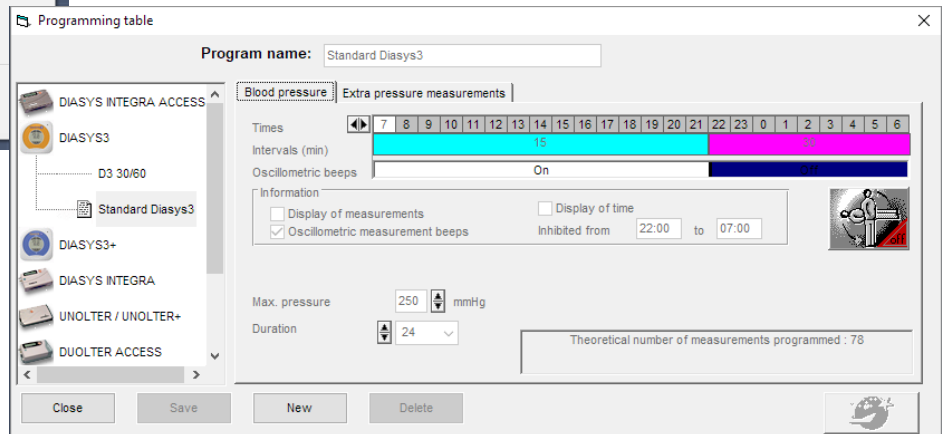 Programming table
Program name: Standard Diasys3
DIASYS INTEGRA ACCESS
DIASYS3
D3 30/60
Standard Diasys3
DIASYS3+
DIASYS INTEGRA
UNOLTER / UNOLTER+
DUOLTER ACCESS
Blood pressure Extra pressure measurements
Times 7 8 9 10 11 12 13 14 15 16 17 18 19 20 21 22 23 0 1 2 3 4 5 6
Intervals (min) 15 30
Oscillometric beeps On Off
Information
Display of measurements Display of time
Oscillometric measurement beeps Inhibited from 22:00 to 07:00
off
Max. pressure 250 mmHg
Duration 24
Theoretical number of measurements programmed : 78
Close Save New Delete